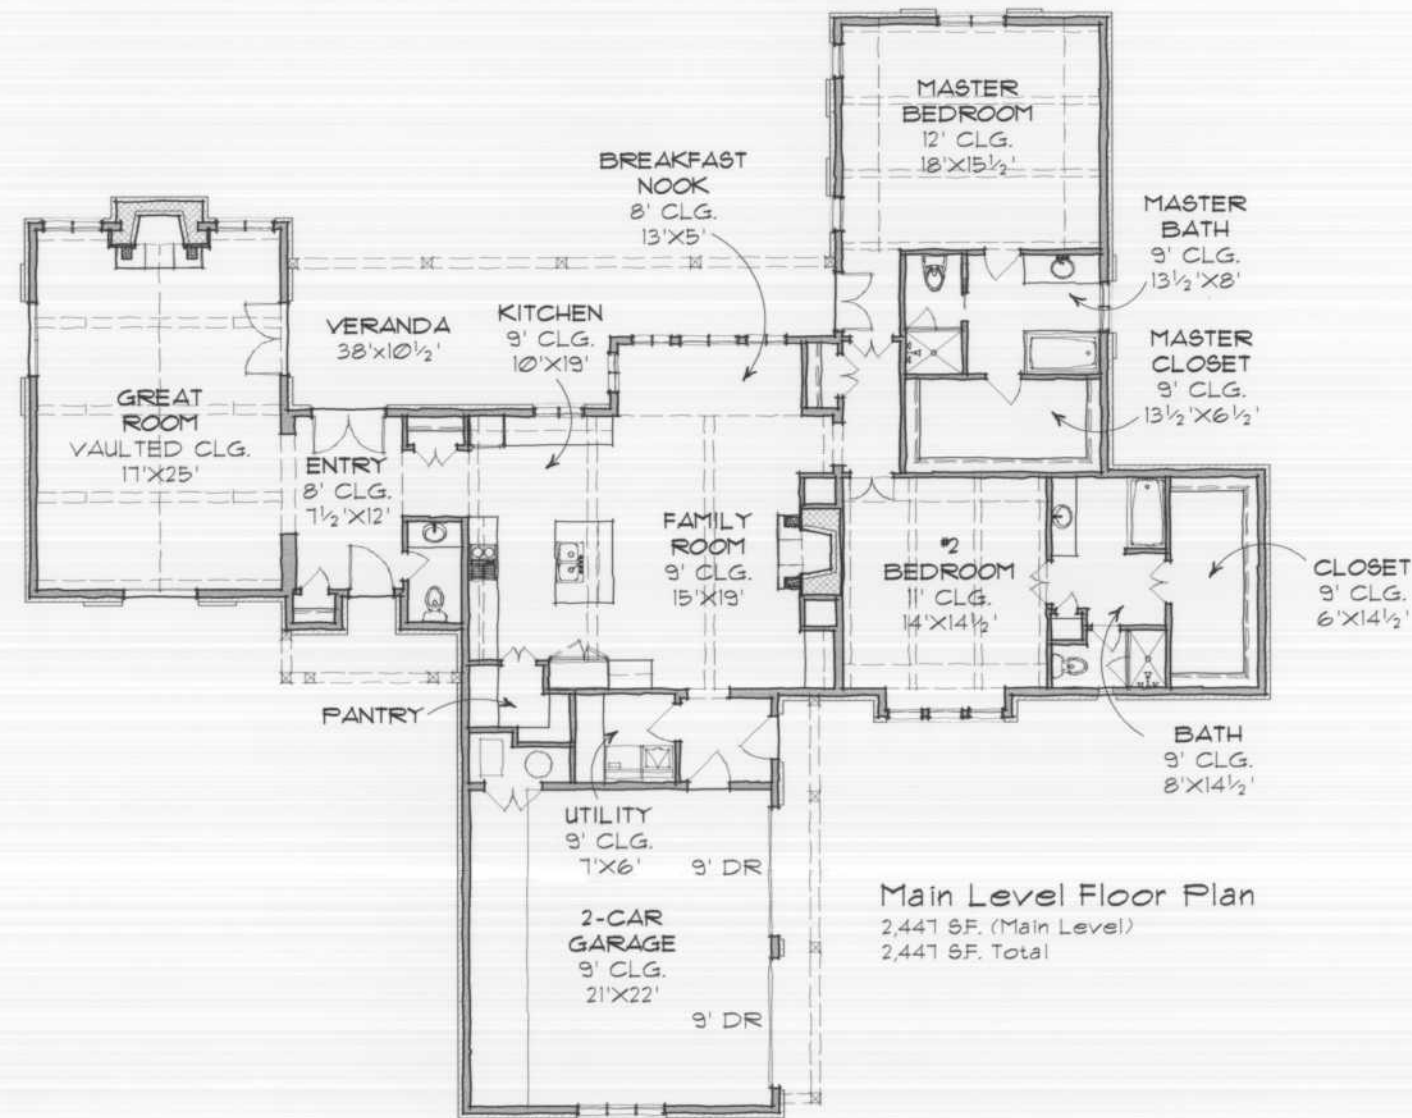 MASTER
BEDROOM
12' CLG.
18'X15½'
BREAKFAST
NOOK
8' CLG.
13'X5'
MASTER
BATH
9' CLG.
13½'X8'
KITCHEN
9' CLG.
10'X19'
VERANDA
38'x10½'
MASTER
CLOSET
9' CLG.
13½'X6½'
GREAT
ROOM
VAULTED CLG.
17'X25'
ENTRY
8' CLG.
7½'X12'
FAMILY
ROOM
9' CLG.
15'X19'
#2
BEDROOM
11' CLG.
14'X14½'
CLOSET
9' CLG.
6'X14½'
PANTRY
BATH
9' CLG.
8'X14½'
UTILITY
9' CLG.
7'X6'
9' DR
2-CAR
GARAGE
9' CLG.
21'X22'
9' DR
Main Level Floor Plan
2,447 S.F. (Main Level)
2,447 S.F. Total